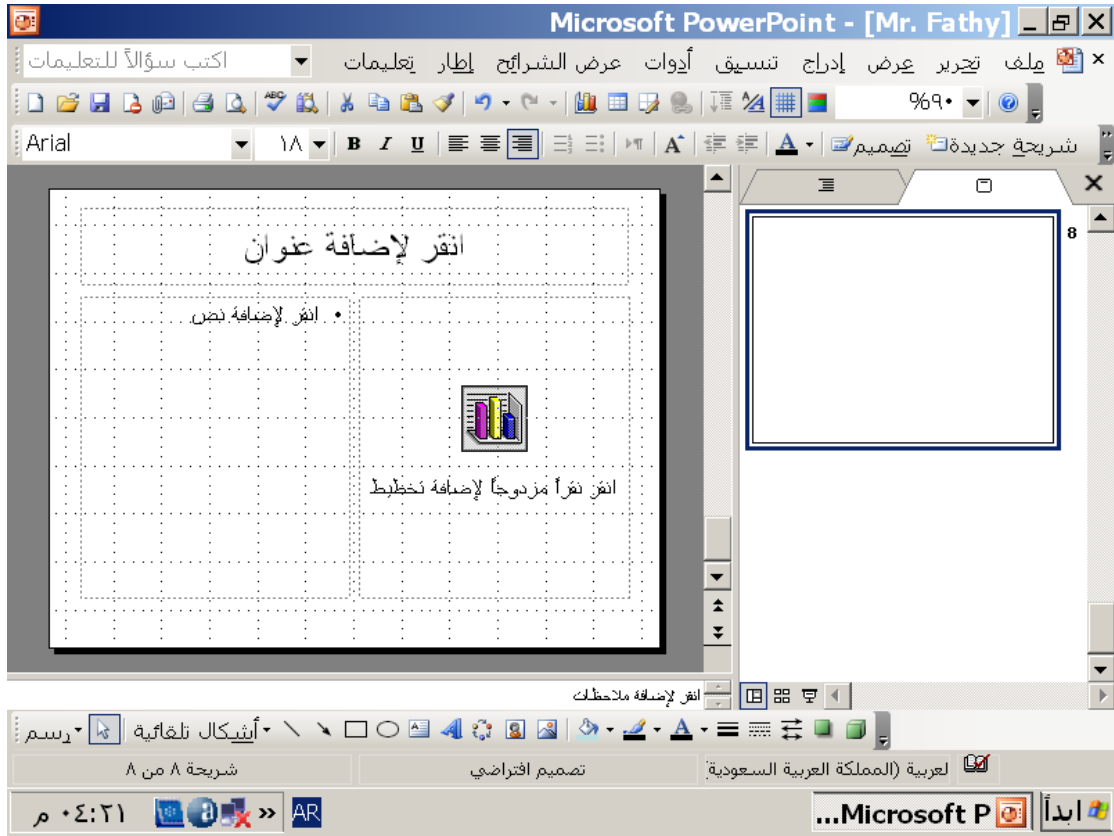 Microsoft PowerPoint - [Mr. Fathy]
ملف تحرير عرض إدراج تنسيق أدوات عرض الشرائح إطار تعليمات اكتب سؤالاً للتعليمات
%٩٠
Arial ١٨ B I U شريحة جديدة تصميم
انقر لإضافة عنوان
انقر لإضافة نص
انقر نقراً مزدوجاً لإضافة تخطيط
8
انقر لإضافة ملاحظات
رسم أشكال تلقائية
شريحة ٨ من ٨ تصميم افتراضي لعربية (المملكة العربية السعودية
ابدأ Microsoft P... AR ٠٤:٢١ م